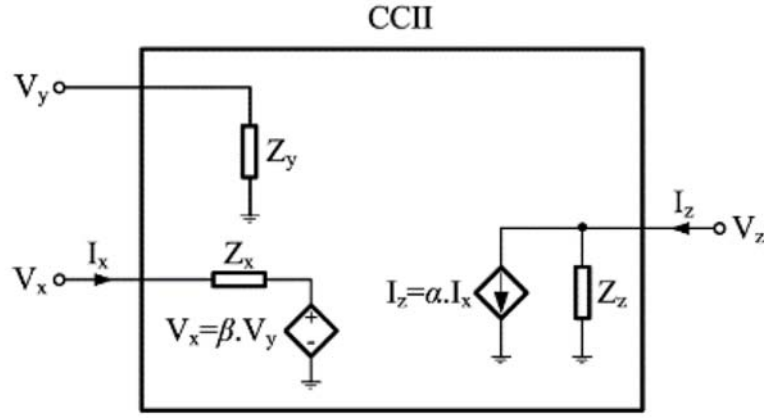 CCII
Vy
Zy
Ix
Zx
Vx
Vx=β.Vy
+
-
Iz
Vz
Iz=α.Ix
Zz